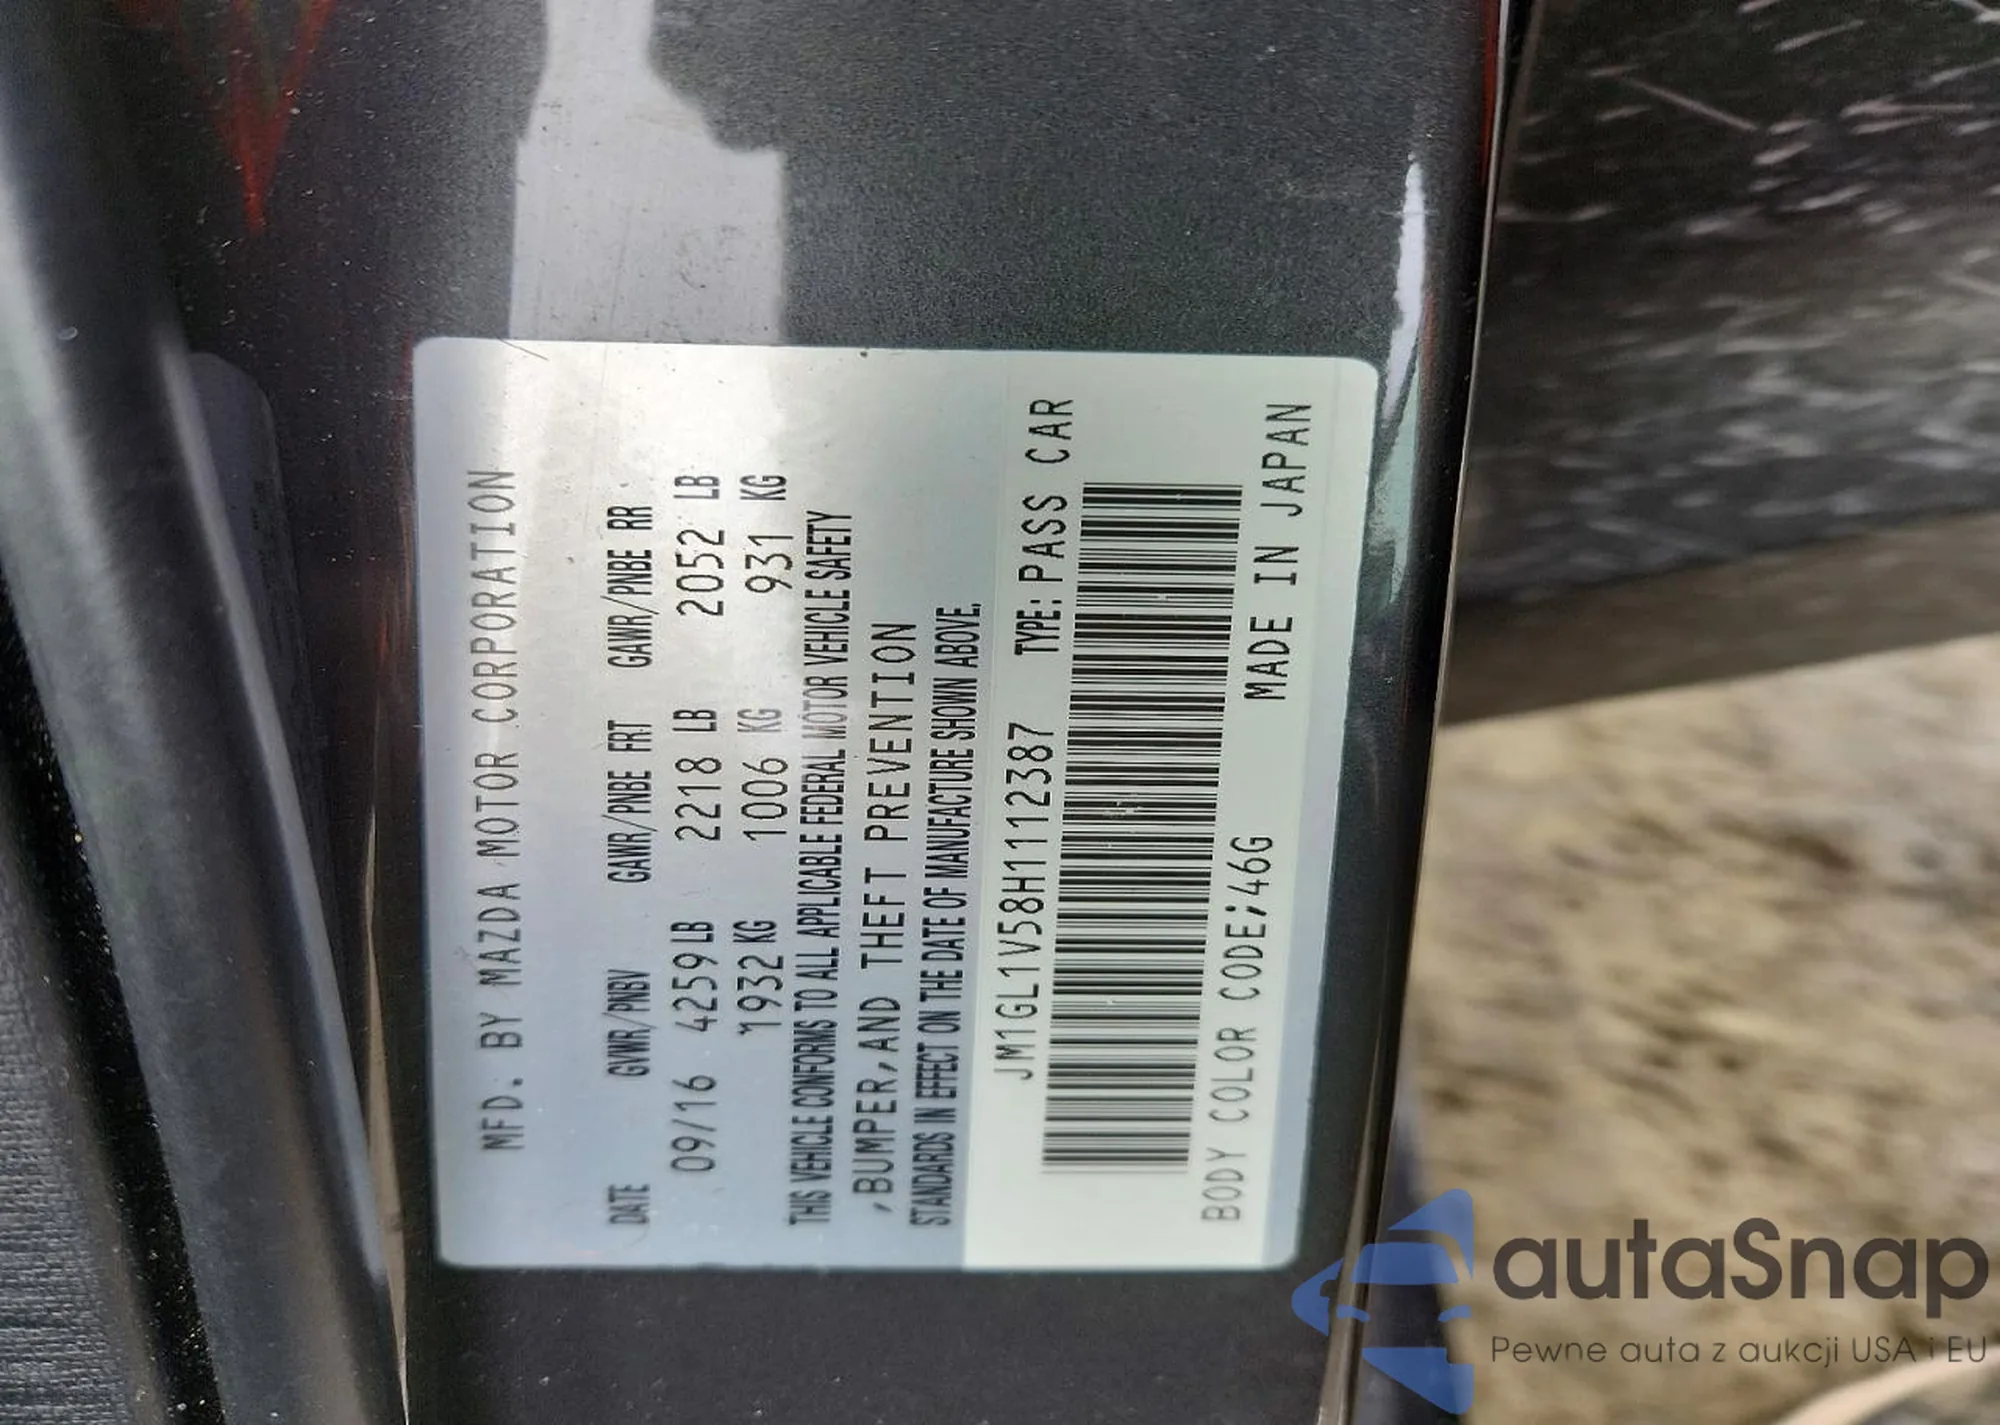 MFD. BY MAZDA MOTOR CORPORATION
DATE GVWR/PNBV GAWR/PNBE FRT GAWR/PNBE RR
09/16 4259 LB 2218 LB 2052 LB
1932 KG 1006 KG 931 KG
THIS VEHICLE CONFORMS TO ALL APPLICABLE FEDERAL MOTOR VEHICLE SAFETY
,BUMPER,AND THEFT PREVENTION
STANDARDS IN EFFECT ON THE DATE OF MANUFACTURE SHOWN ABOVE.
JM1GL1V58H1112387 TYPE: PASS CAR
BODY COLOR CODE;46G MADE IN JAPAN
autaSnap
Pewne auta z aukcji USA i EU